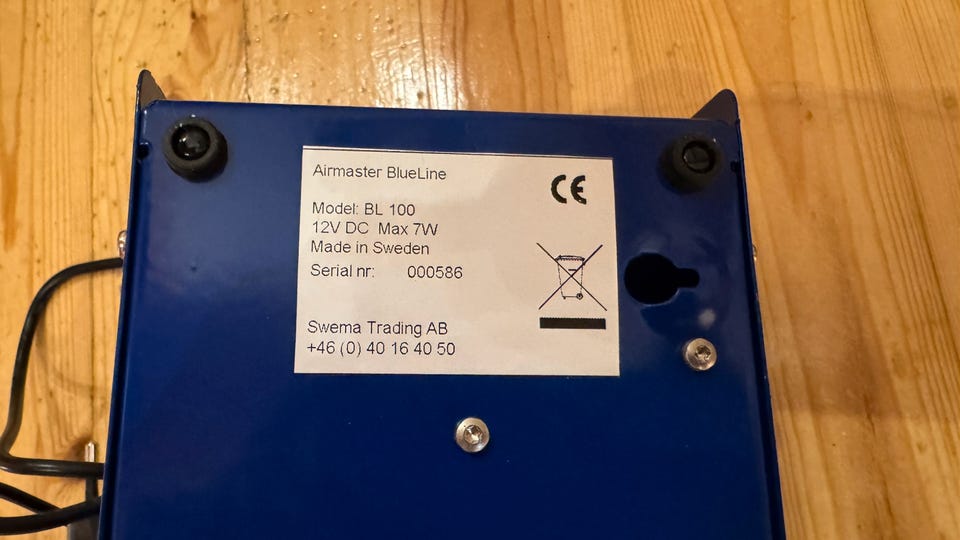 Airmaster BlueLine
CE
Model: BL 100
12V DC Max 7W
Made in Sweden
Serial nr: 000586
Swema Trading AB
+46 (0) 40 16 40 50